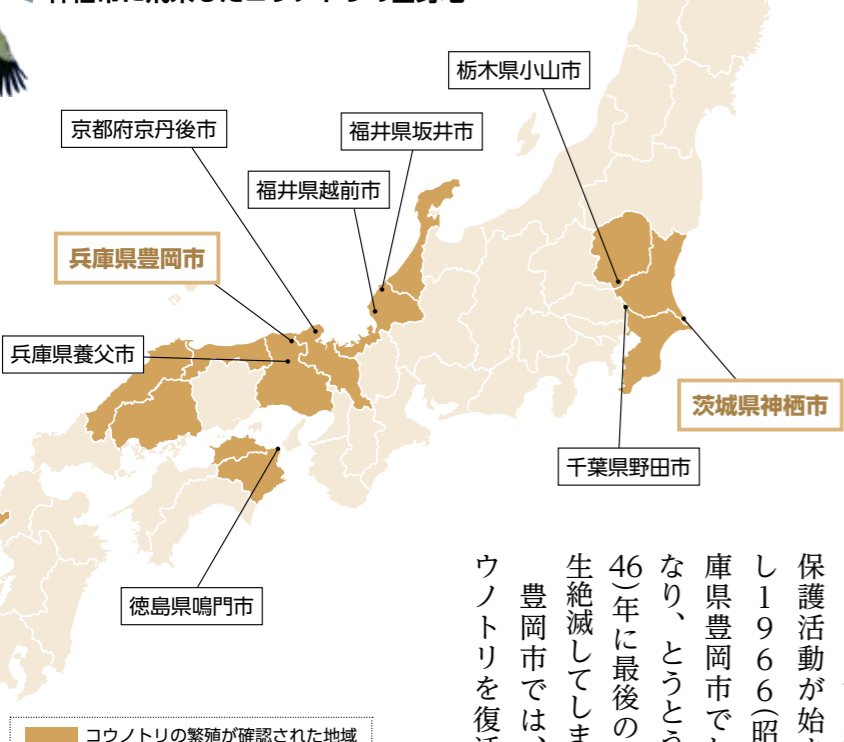 栃木県小山市
京都府京丹後市
福井県坂井市
福井県越前市
兵庫県豊岡市
兵庫県養父市
茨城県神栖市
千葉県野田市
徳島県鳴門市
コウノトリの繁殖が確認された地域
保護活動が始ま
し1966(昭
庫県豊岡市でも
なり、とうとう
46)年に最後の
生絶滅してしま
豊岡市では、
ウノトリを復活